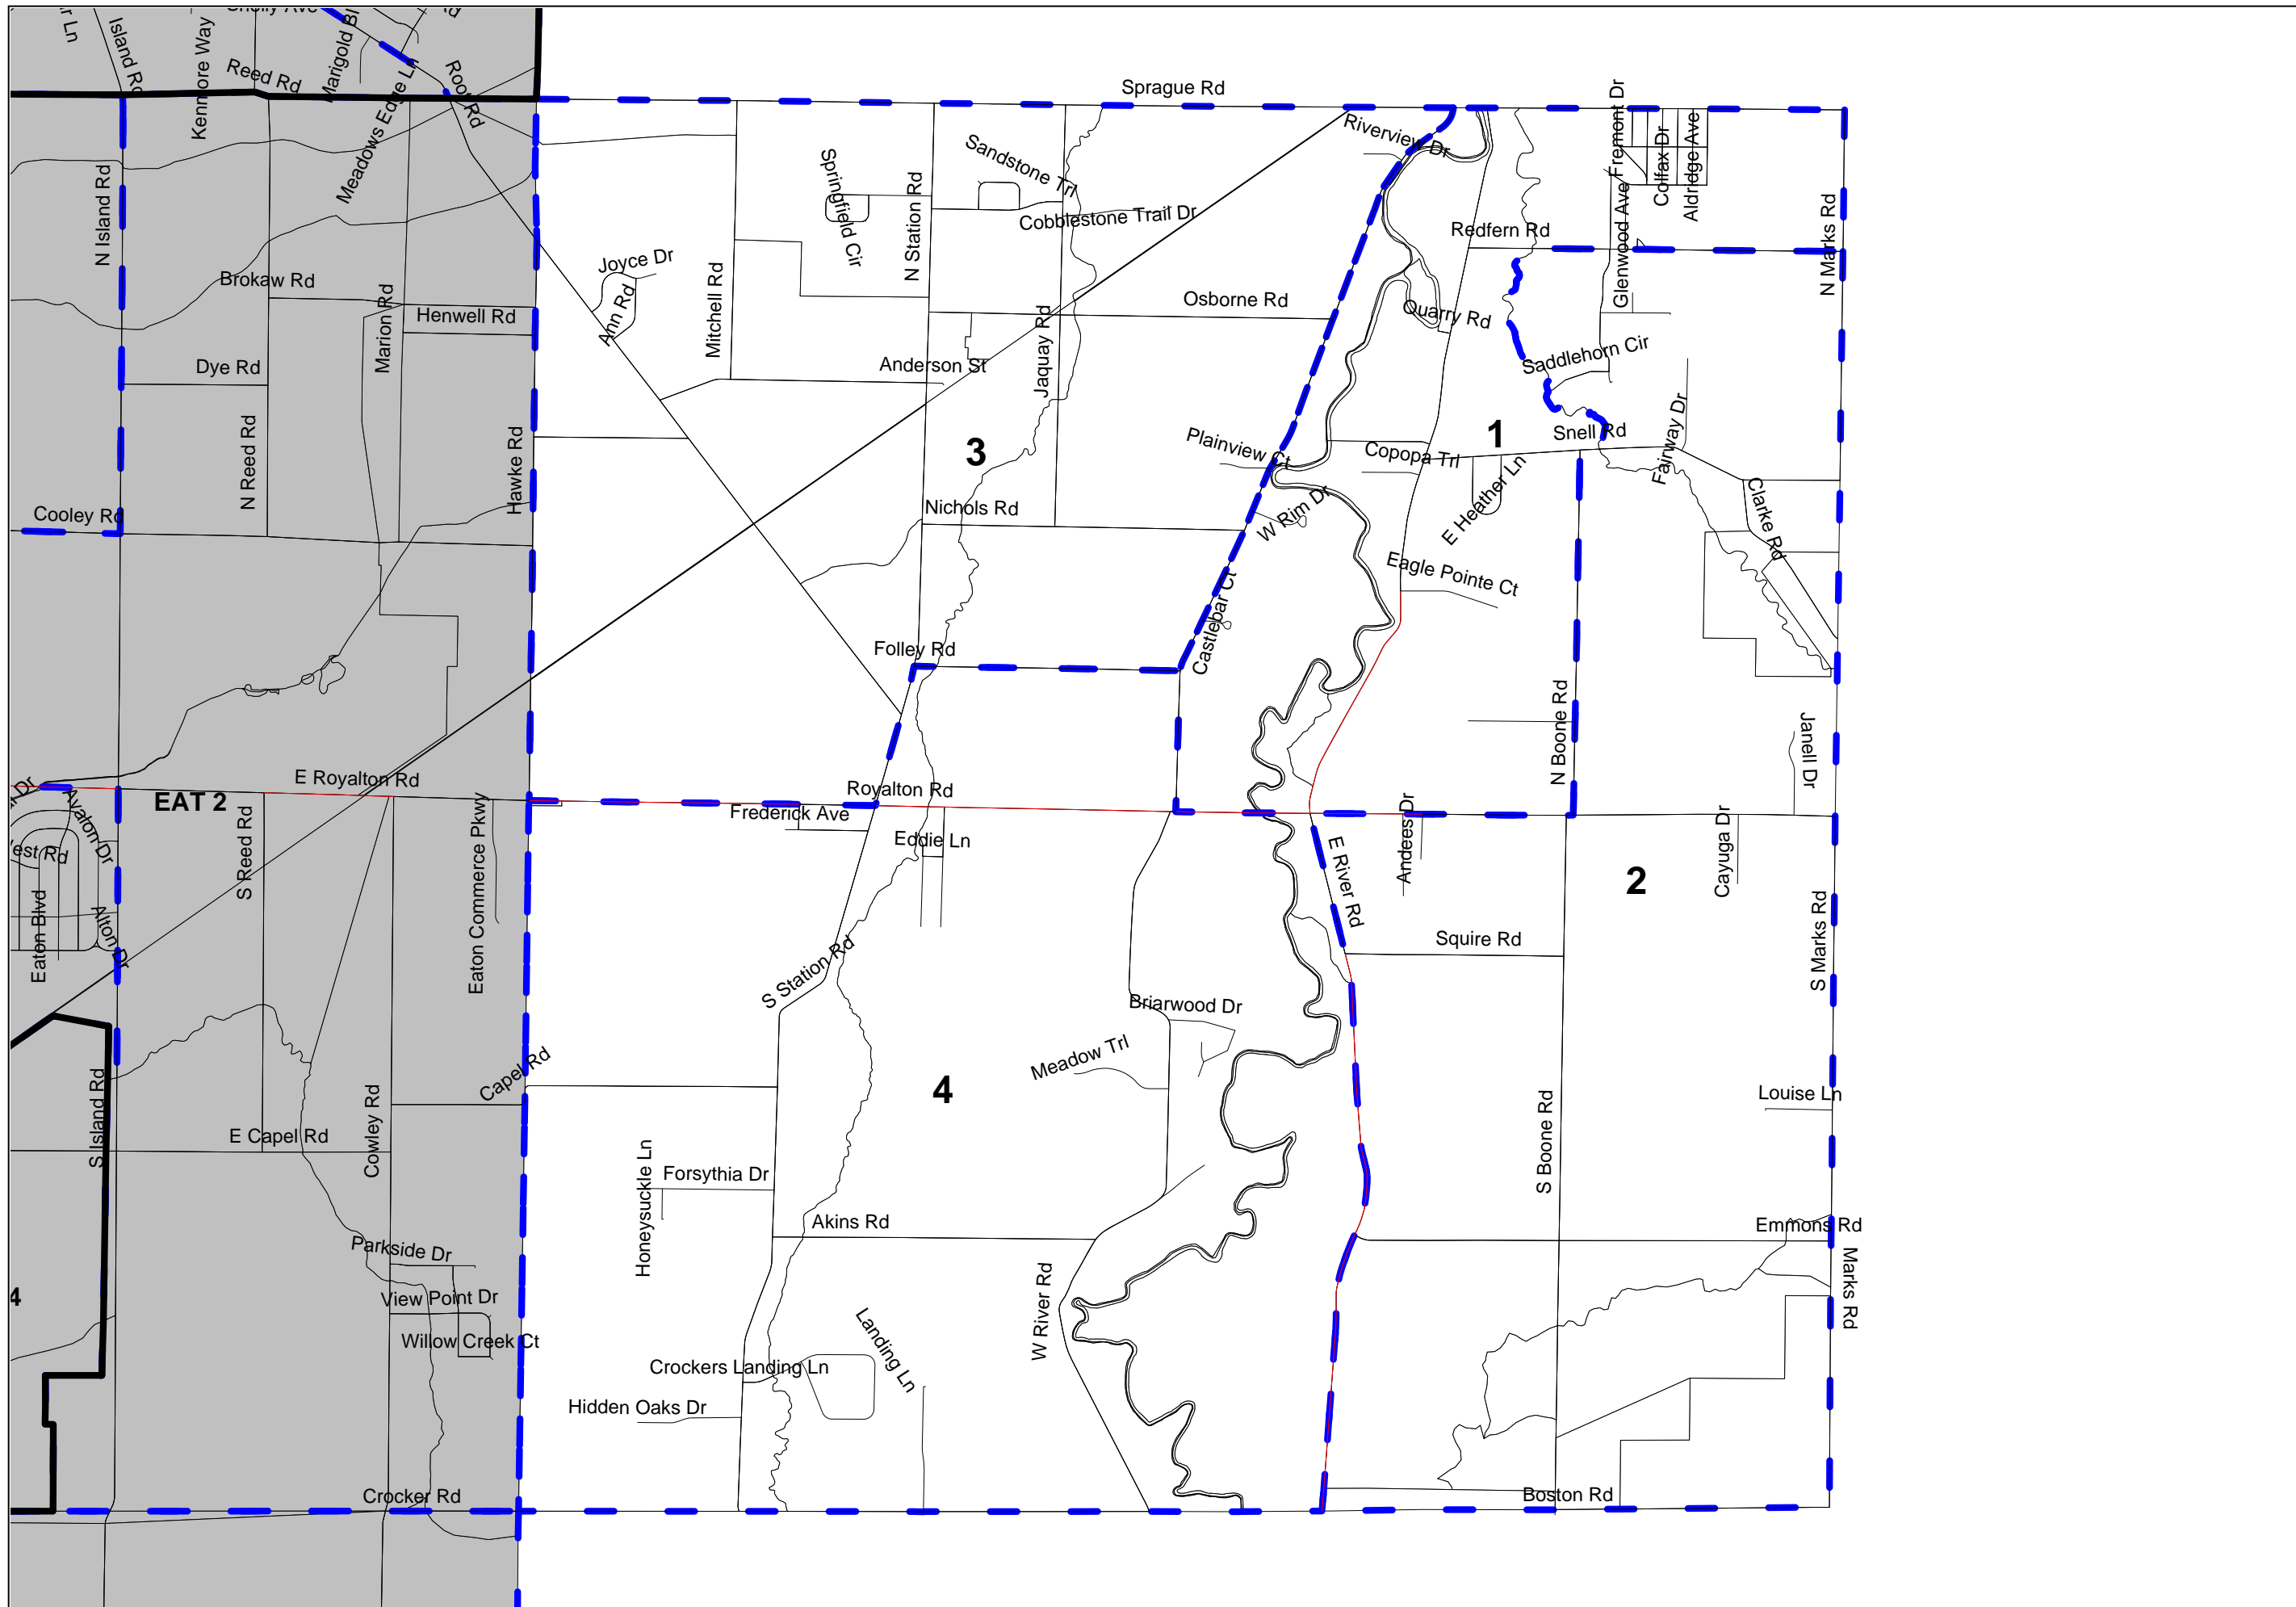 Island Rd
Kenmore Way
Reed Rd
Marigold Bl
Meadows Edge Ln
Root Rd
Sprague Rd
Riverview Dr
Fremont Dr
Colfax Dr
Aldridge Ave
Sandstone Trl
Springfield Cir
N Station Rd
Cobblestone Trail Dr
N Island Rd
Redfern Rd
Glenwood Ave
N Marks Rd
Joyce Dr
Ann Rd
Mitchell Rd
Brokaw Rd
Marion Rd
Henwell Rd
Osborne Rd
Quarry Rd
Jaquay Rd
Dye Rd
Anderson St
Saddlehorn Cir
N Reed Rd
Hawke Rd
3
1
Snell Rd
Fairway Dr
Plainview Ct
Copopa Trl
E Heather Ln
Cooley Rd
Nichols Rd
W Rim Dr
Clarke Rd
Eagle Pointe Ct
Castlebar Ct
Folley Rd
N Boone Rd
Janell Dr
E Royalton Rd
EAT 2
Royalton Rd
Avalon Dr
S Reed Rd
Eaton Commerce Pkwy
Frederick Ave
Eddie Ln
E River Rd
Andees Dr
Cayuga Dr
2
est Rd
Eaton Blvd
Alton Dr
S Station Rd
Squire Rd
S Marks Rd
Briarwood Dr
Meadow Trl
Capel Rd
4
S Island Rd
E Capel Rd
Cowley Rd
Louise Ln
S Boone Rd
Honeysuckle Ln
Forsythia Dr
Akins Rd
Emmons Rd
Parkside Dr
Marks Rd
W River Rd
4
View Point Dr
Willow Creek Ct
Landing Ln
Crockers Landing Ln
Hidden Oaks Dr
Crocker Rd
Boston Rd